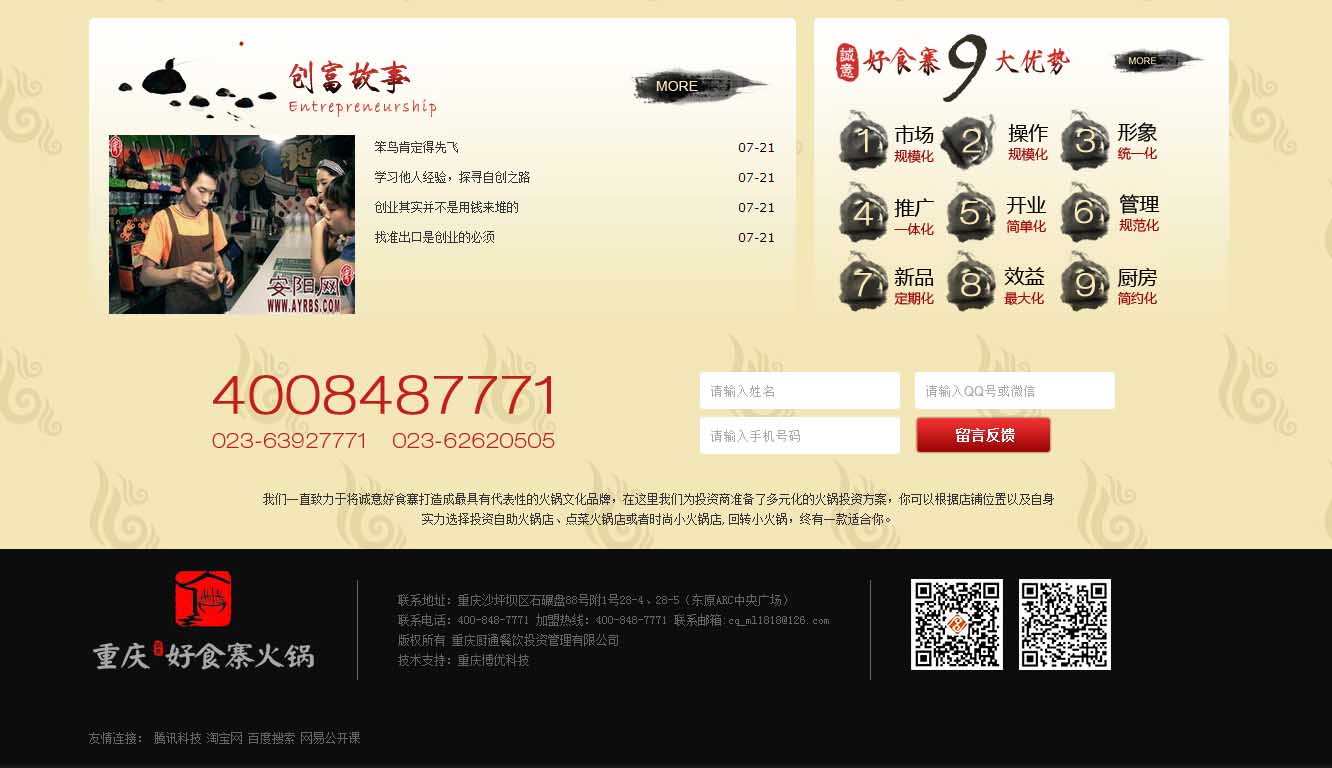 创富故事
Entrepreneurship
MORE
笨鸟肯定得先飞 07-21
学习他人经验，探寻自创之路 07-21
创业其实并不是用钱来堆的 07-21
找准出口是创业的必须 07-21
安阳网
WWW.AYRBS.COM
誠意 好食寨9大优势
MORE
1 市场 规模化
2 操作 规模化
3 形象 统一化
4 推广 一体化
5 开业 简单化
6 管理 规范化
7 新品 定期化
8 效益 最大化
9 厨房 简约化
4008487771
023-63927771 023-62620505
请输入姓名
请输入QQ号或微信
请输入手机号码
留言反馈
我们一直致力于将诚意好食寨打造成最具有代表性的火锅文化品牌，在这里我们为投资商准备了多元化的火锅投资方案，你可以根据店铺位置以及自身
实力选择投资自助火锅店、点菜火锅店或者时尚小火锅店,回转小火锅，终有一款适合你。
重庆 好食寨火锅
联系地址：重庆沙坪坝区石碾盘88号附1号28-4、28-5（东原ARC中央广场）
联系电话：400-848-7771 加盟热线：400-848-7771 联系邮箱:cq_ml1818@126.com
版权所有 重庆厨通餐饮投资管理有限公司
技术支持：重庆博优科技
友情连接： 腾讯科技 淘宝网 百度搜索 网易公开课